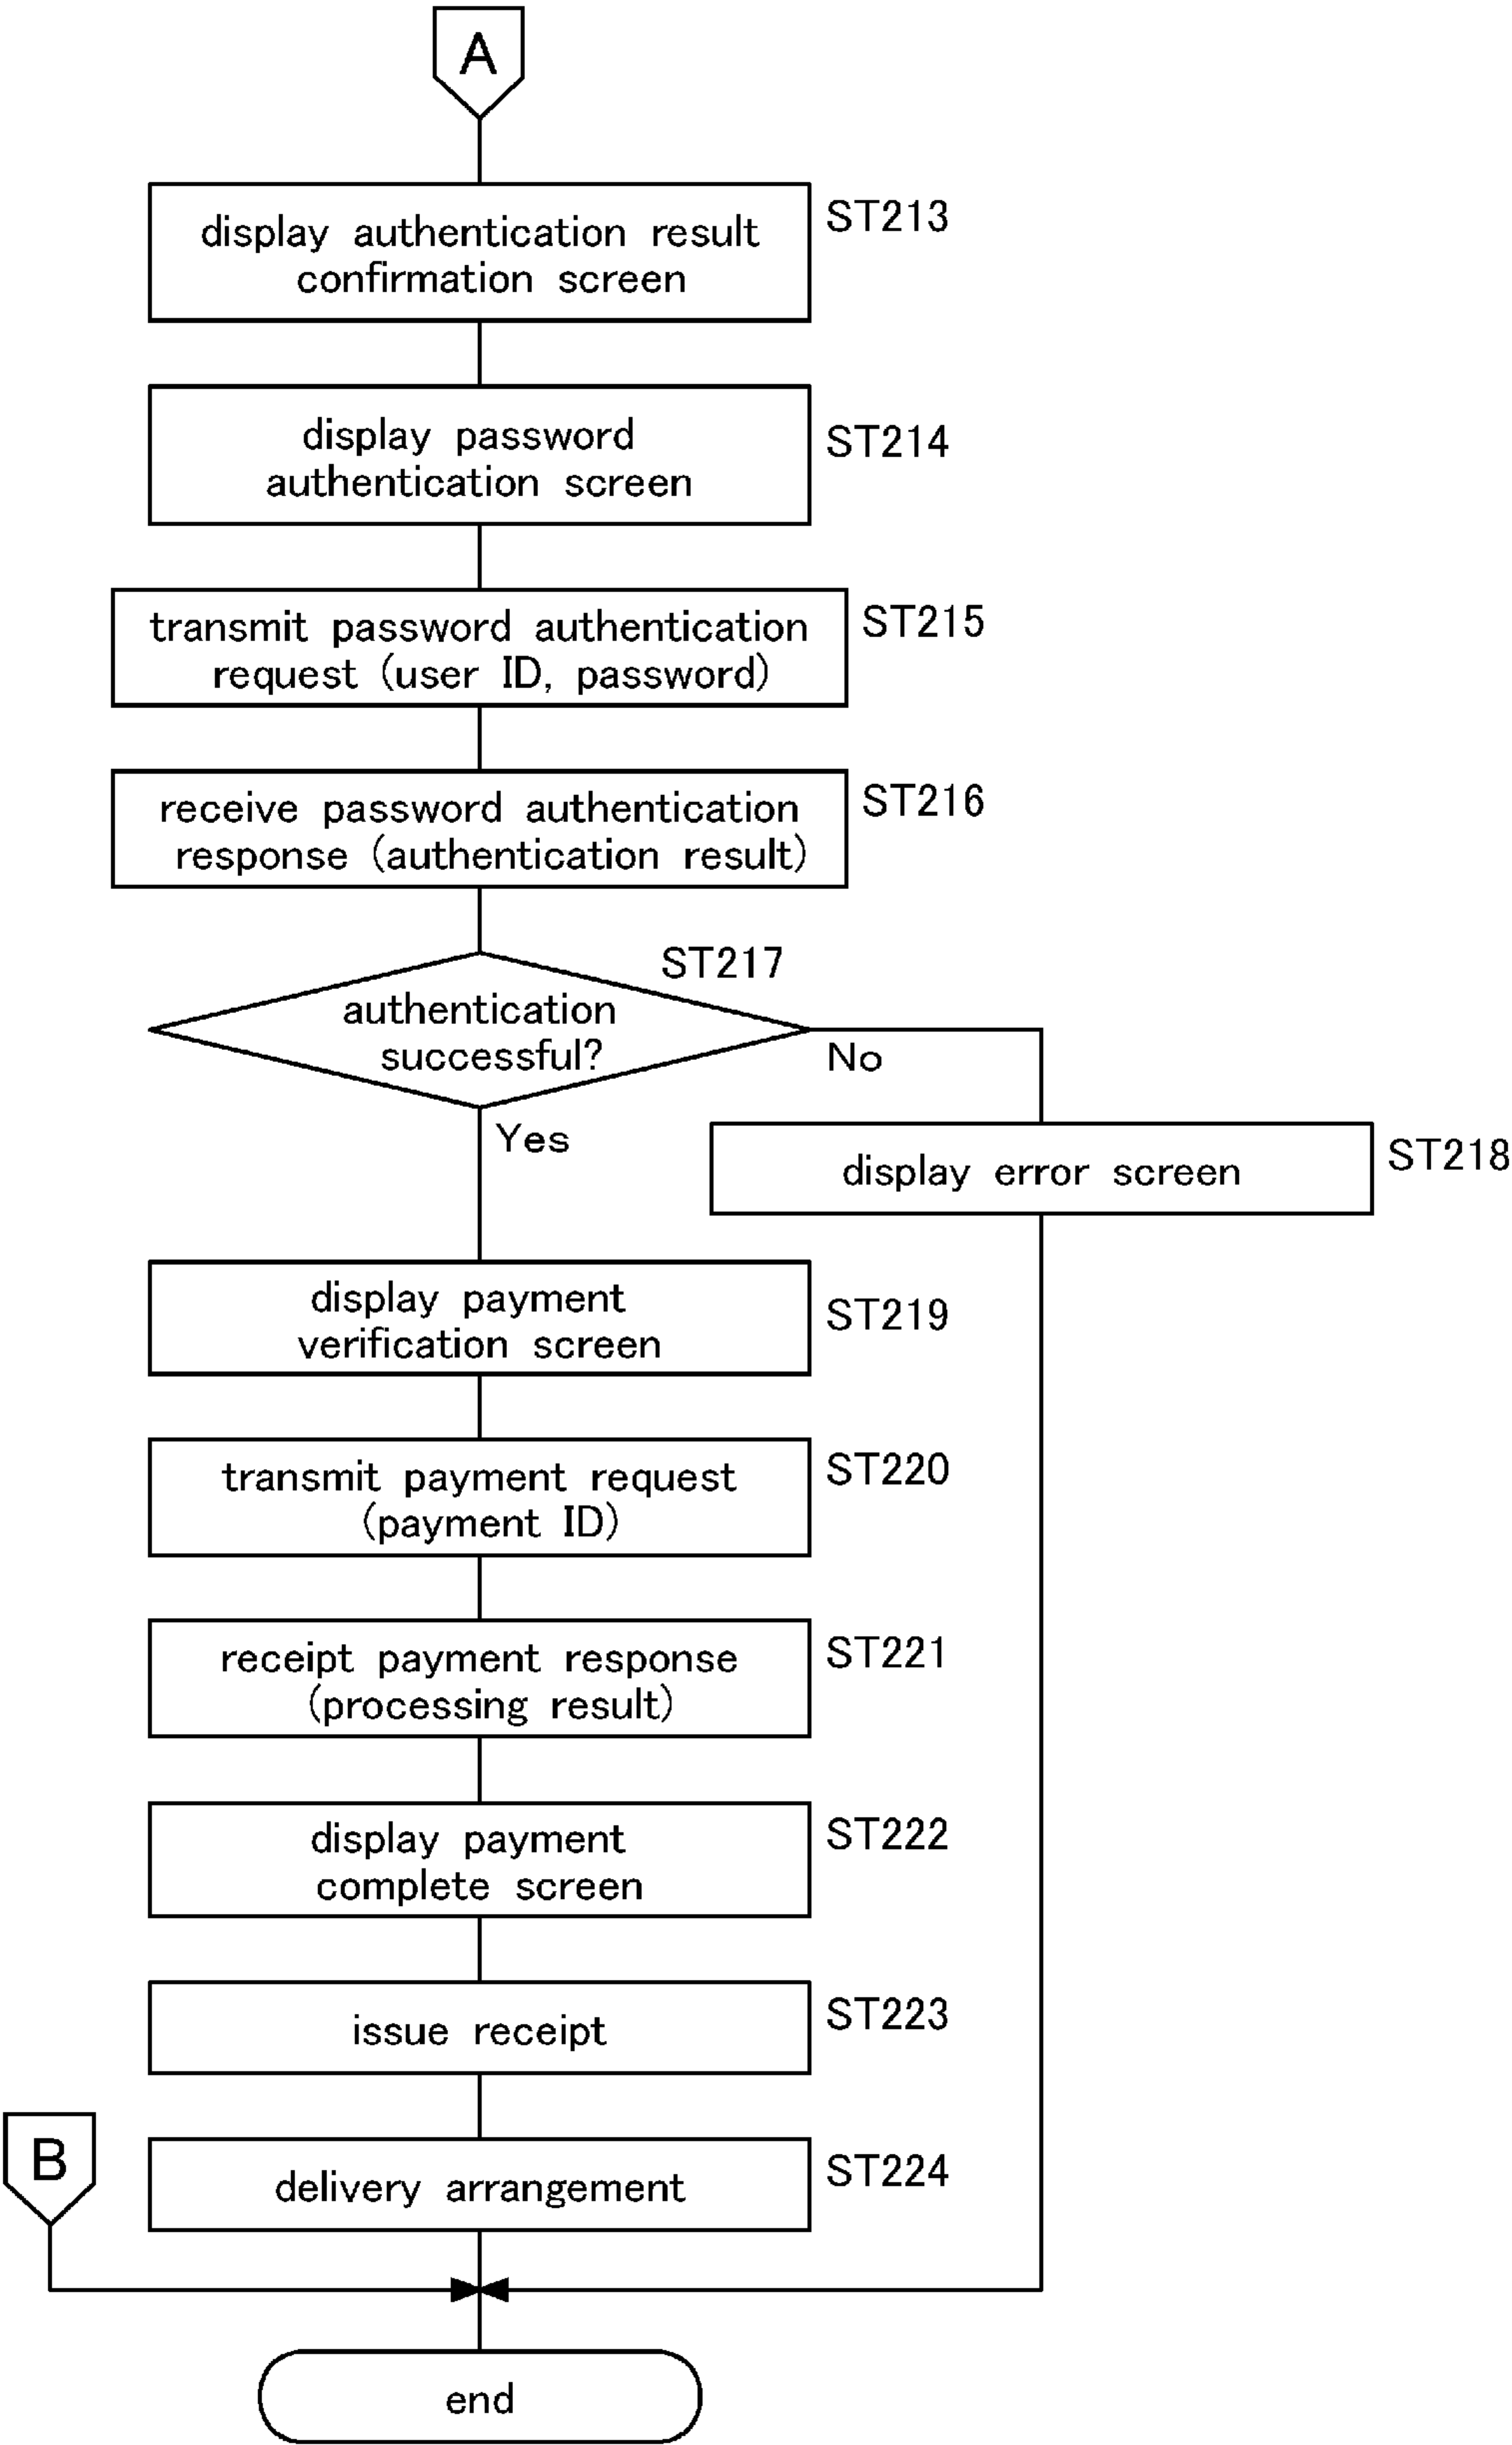 A
display authentication result
confirmation screen
ST213
display password
authentication screen
ST214
transmit password authentication
request (user ID, password)
ST215
receive password authentication
response (authentication result)
ST216
ST217
authentication
successful?
No
Yes
display error screen
ST218
display payment
verification screen
ST219
transmit payment request
(payment ID)
ST220
receipt payment response
(processing result)
ST221
display payment
complete screen
ST222
issue receipt
ST223
B
delivery arrangement
ST224
end